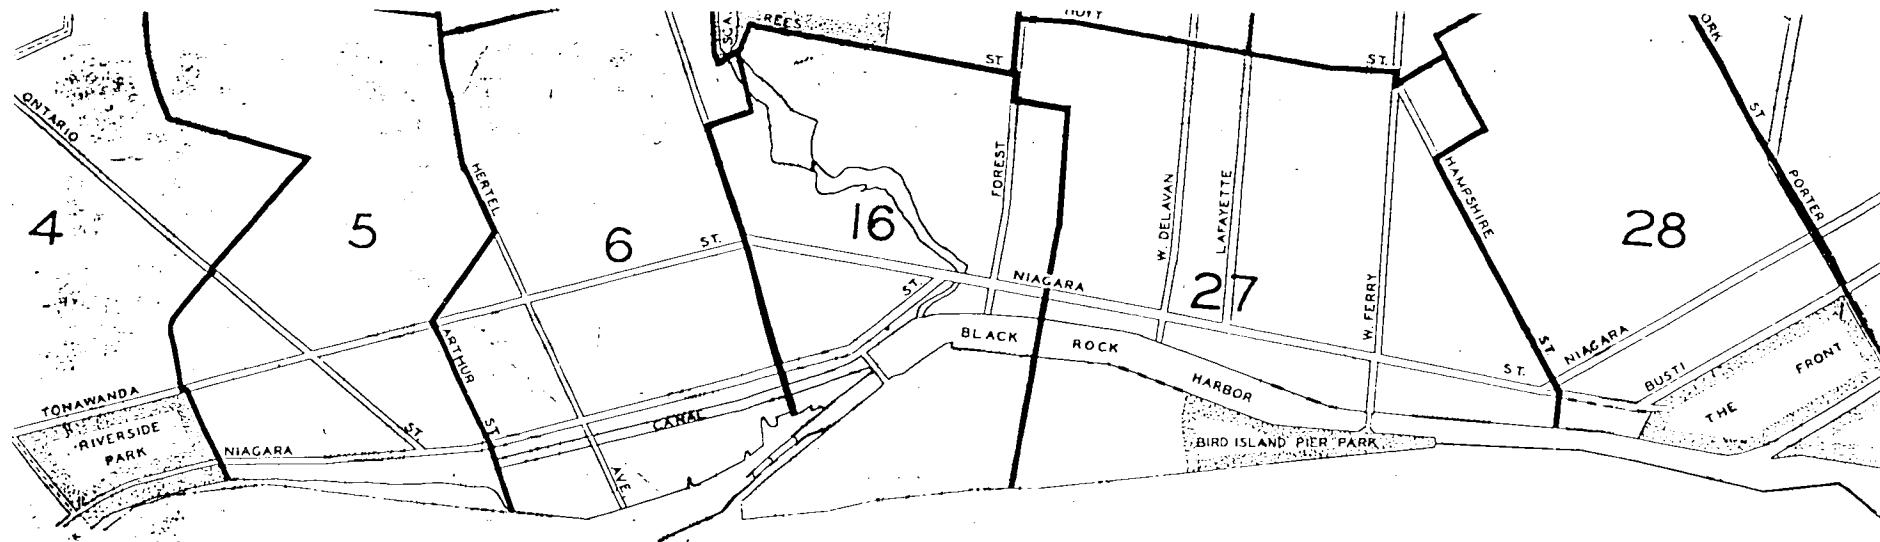 REES
ST.
ST.
ST.
ONTARIO
HERTEL
FOREST
W. DELAVAN
LAFAYETTE
HAMPSHIRE
PORTER
4
5
6
ST.
16
27
28
NIAGARA
ST.
W. FERRY
BLACK ROCK
HARBOR
ARTHUR
ST.
NIAGARA
ST.
BUSTI
THE FRONT
TONAWANDA
RIVERSIDE
PARK
ST.
ST.
CANAL
NIAGARA
AVE.
BIRD ISLAND PIER PARK